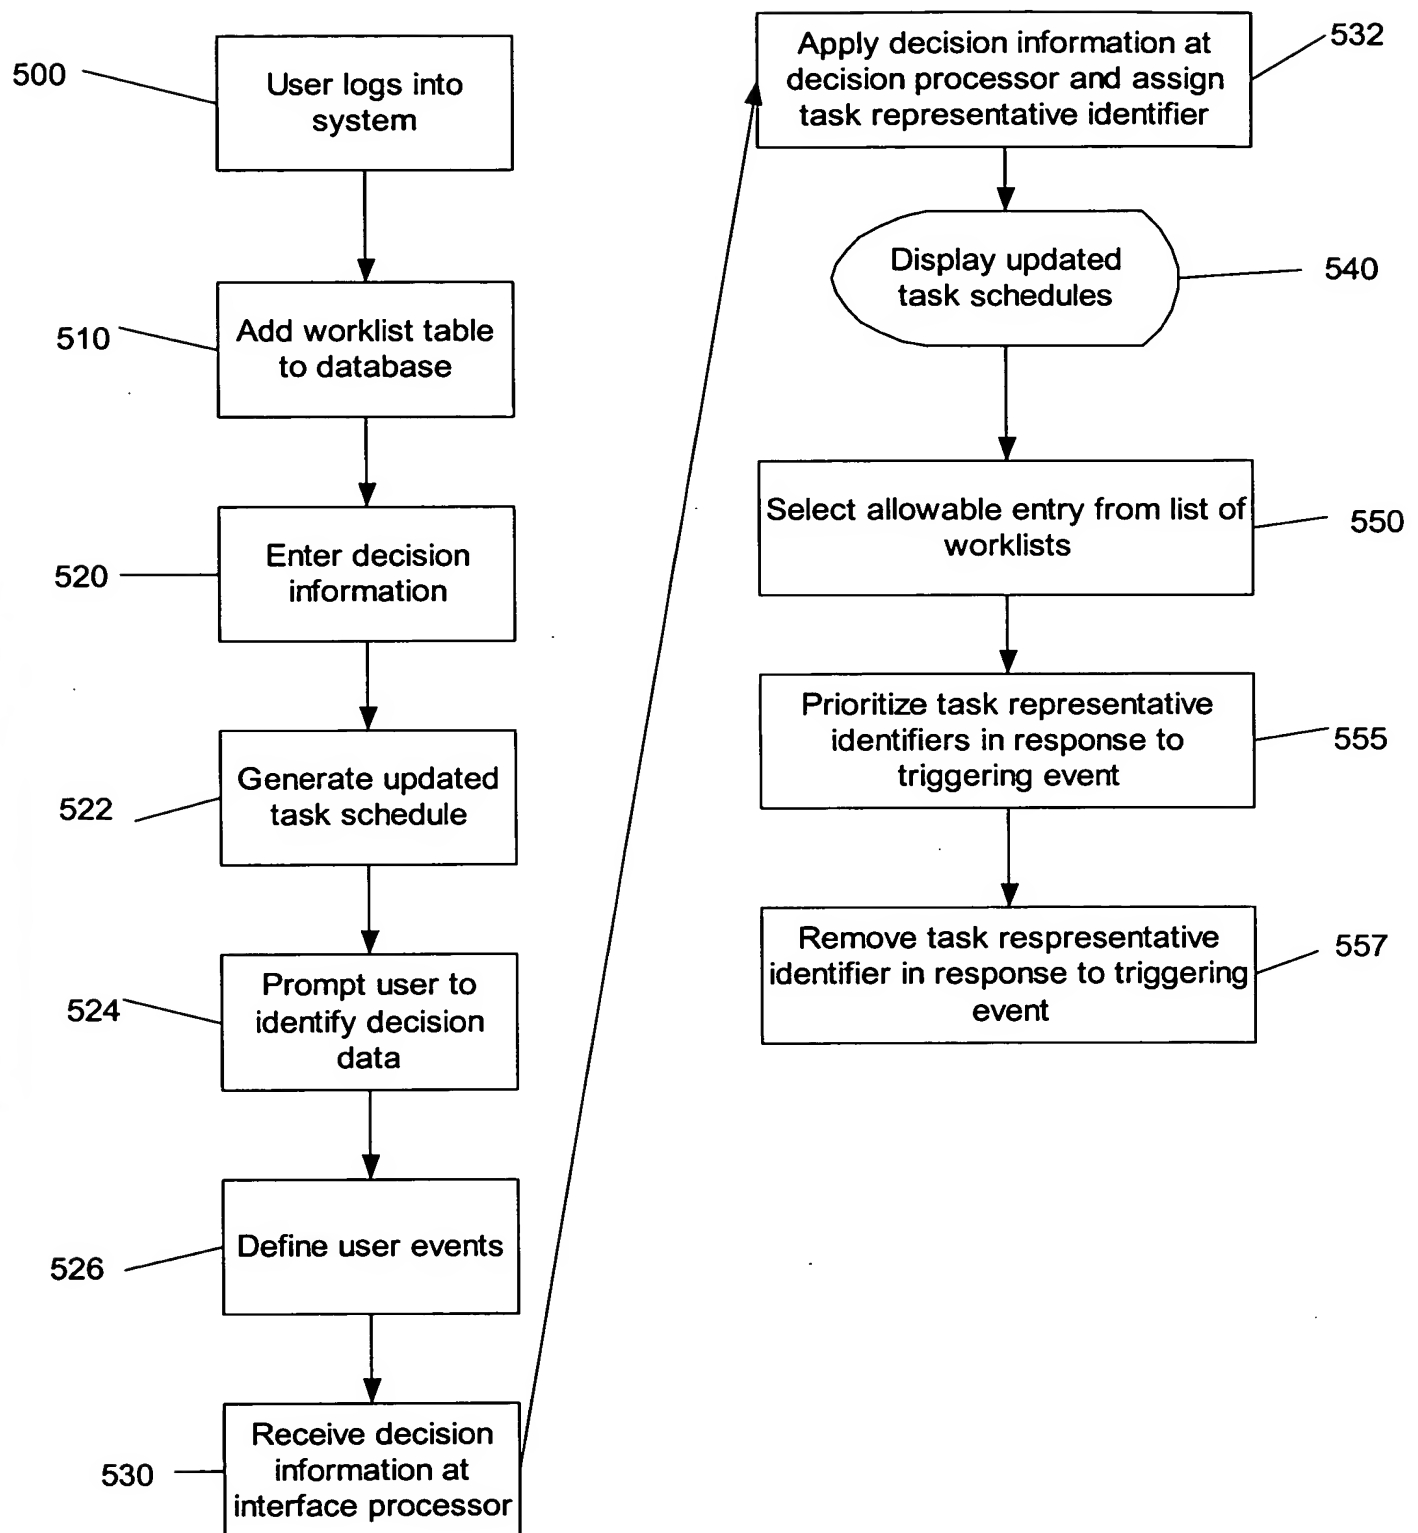 500
User logs into
system
510
Add worklist table
to database
520
Enter decision
information
522
Generate updated
task schedule
524
Prompt user to
identify decision
data
526
Define user events
530
Receive decision
information at
interface processor
Apply decision information at
decision processor and assign
task representative identifier
532
Display updated
task schedules
540
Select allowable entry from list of
worklists
550
Prioritize task representative
identifiers in response to
triggering event
555
Remove task respresentative
identifier in response to triggering
event
557